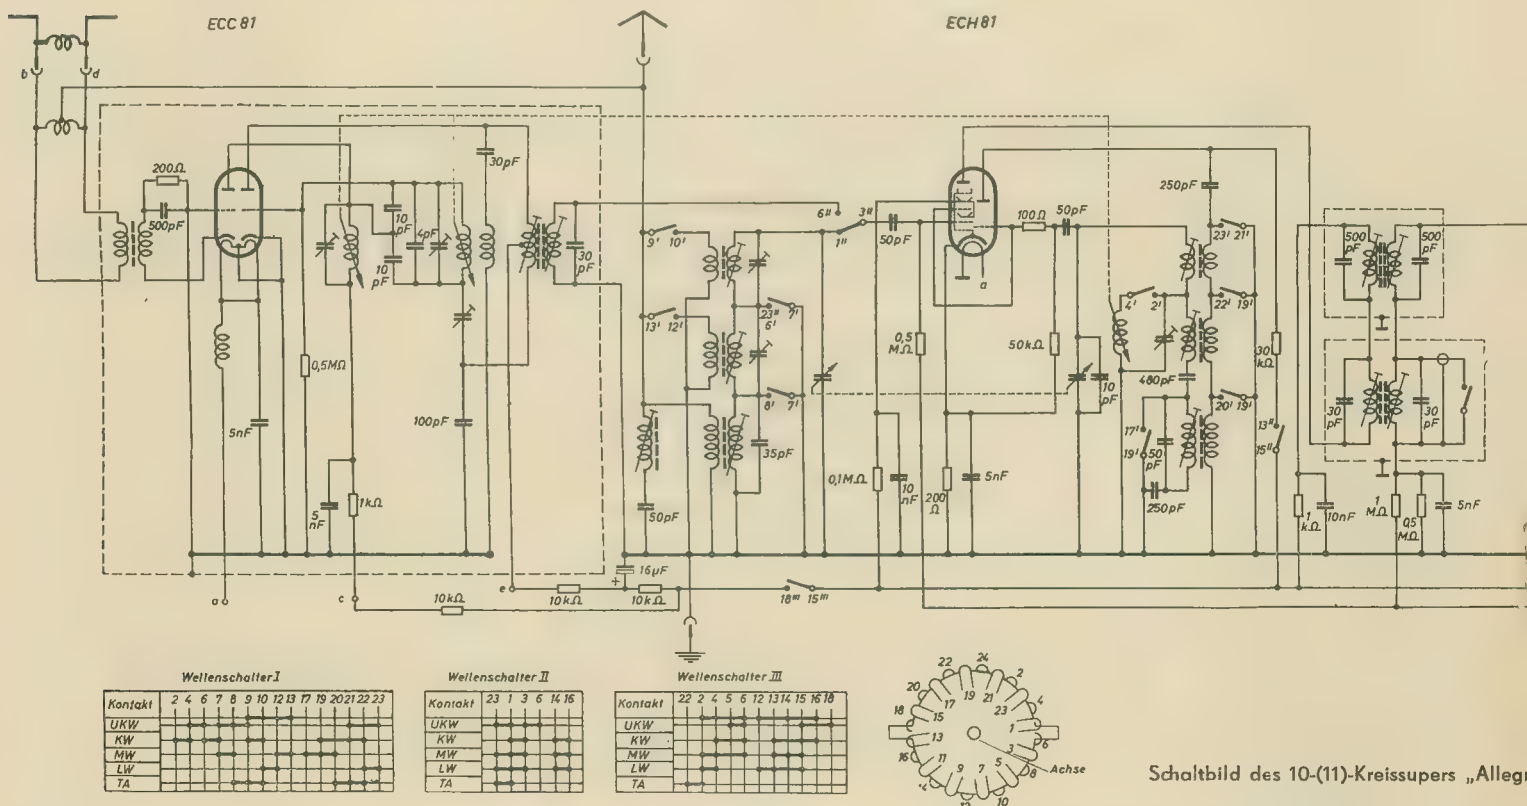 ECC 81
ECH 81
b
d
200Ω
500pF
30pF
10 pF
10 pF
4pF
30 pF
0,5MΩ
5nF
100pF
5 nF
1kΩ
a
c
e
10kΩ
10kΩ
10kΩ
16µF
+
9' 10'
13' 12'
50pF
23" 6' 7'
8' 7'
35pF
6"
1"
3"
50pF
0,5 MΩ
0,1MΩ
10 nF
200 Ω
5nF
a
100Ω
50pF
50kΩ
10 pF
250pF
4' 2'
480pF
17'
19'
50 pF
250pF
23' 21'
22' 19'
20' 19'
30 kΩ
13"
15"
18''' 15'''
500 pF
500 pF
30 pF
30 pF
1 kΩ
10nF
1 MΩ
0,5 MΩ
5nF
Wellenschalter I
Kontakt 2 4 6 7 8 9 10 12 13 17 19 20 21 22 23
UKW
KW
MW
LW
TA
Wellenschalter II
Kontakt 23 1 3 6 14 16
UKW
KW
MW
LW
TA
Wellenschalter III
Kontakt 22 2 4 5 6 12 13 14 15 16 18
UKW
KW
MW
LW
TA
24
22
2
20
19
21
4
17
23
18
15
1
13
6
16
3
11
5
8
9
7
14
10
12
Achse
Schaltbild des 10-(11)-Kreissupers „Allegr